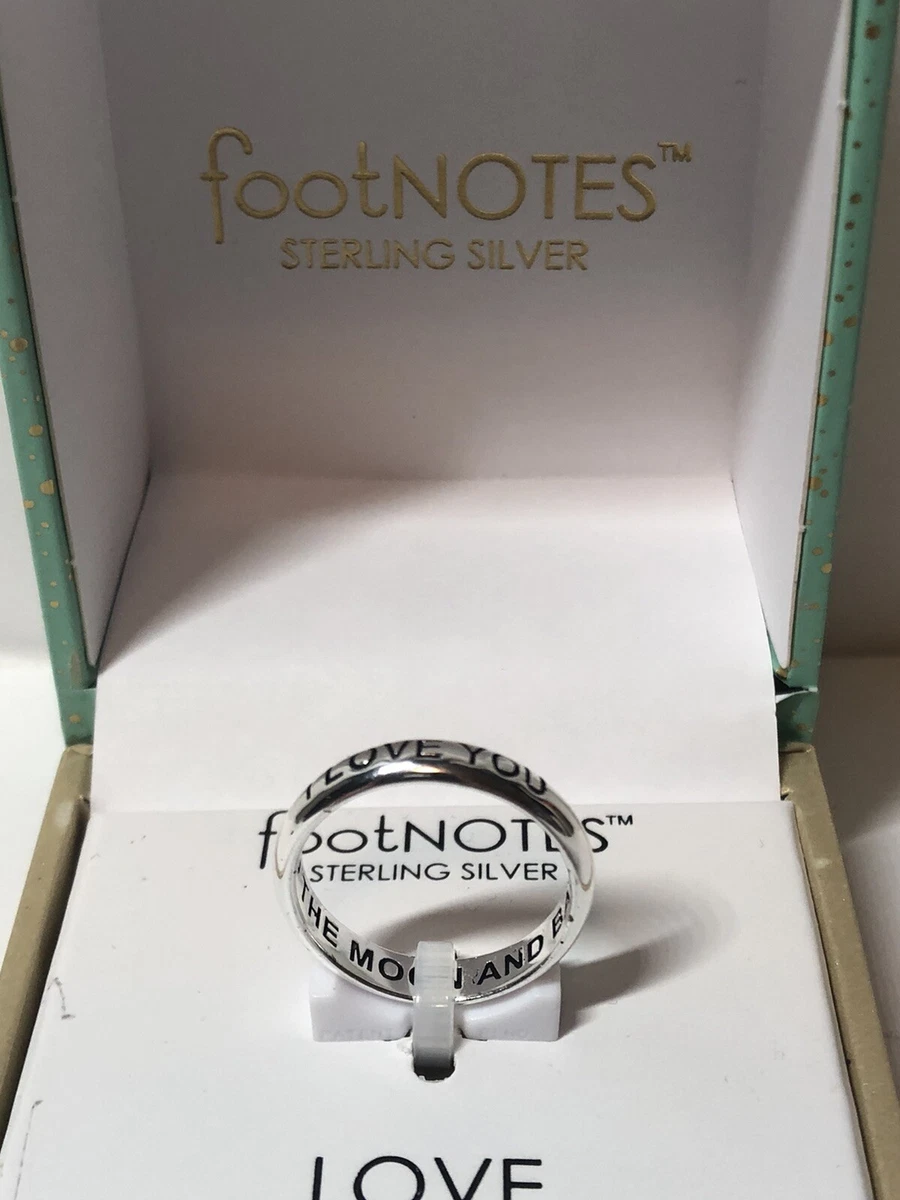 footNOTES™
STERLING SILVER
I LOVE YOU
footNOTES™
STERLING SILVER
THE MOON AND
LOVE